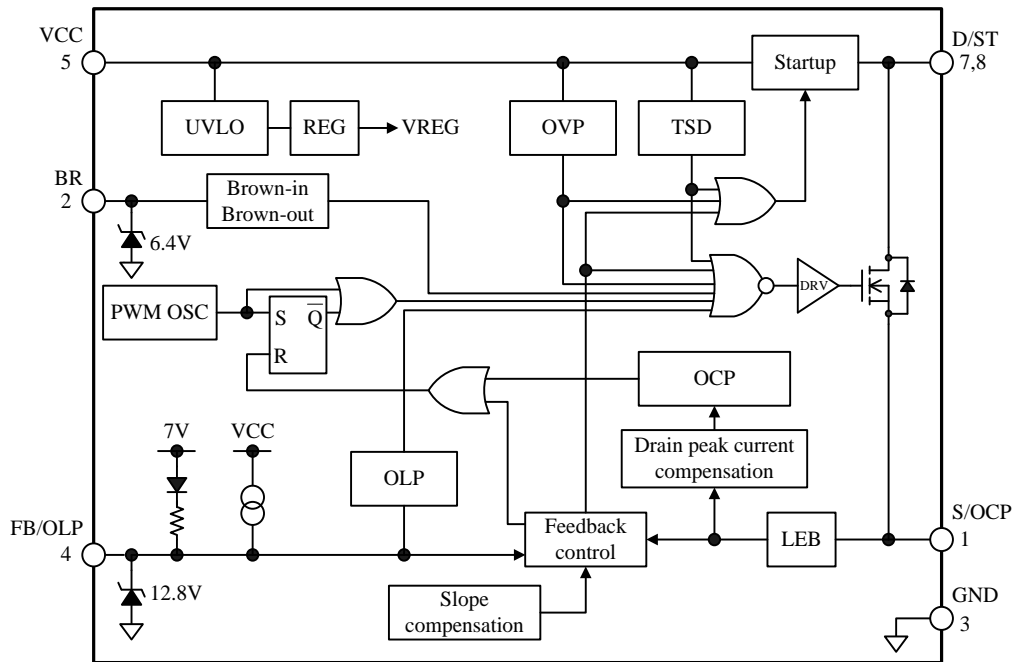 VCC
5
D/ST
7,8
Startup
UVLO
REG
VREG
OVP
TSD
BR
2
Brown-in
Brown-out
6.4V
PWM OSC
S
Q̅
R
DRV
OCP
7V
VCC
OLP
Drain peak current
compensation
FB/OLP
4
Feedback
control
LEB
S/OCP
1
12.8V
Slope
compensation
GND
3